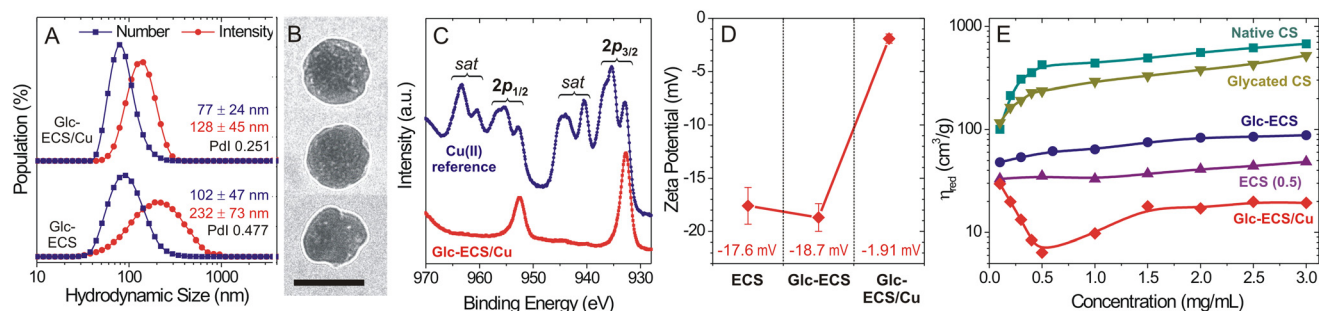 A
Number
Intensity
Population (%)
Glc-
ECS/Cu
77 ± 24 nm
128 ± 45 nm
PdI 0.251
Glc-
ECS
102 ± 47 nm
232 ± 73 nm
PdI 0.477
10
100
1000
Hydrodynamic Size (nm)
B
C
sat
2p1/2
sat
2p3/2
Cu(II)
reference
Glc-ECS/Cu
Intensity (a.u.)
970
960
950
940
930
Binding Energy (eV)
D
Zeta Potential (mV)
0
-5
-10
-15
-20
-17.6 mV
-18.7 mV
-1.91 mV
ECS
Glc-ECS
Glc-
ECS/Cu
E
ηred (cm³/g)
1000
100
10
Native CS
Glycated CS
Glc-ECS
ECS (0.5)
Glc-ECS/Cu
0.0
0.5
1.0
1.5
2.0
2.5
3.0
Concentration (mg/mL)